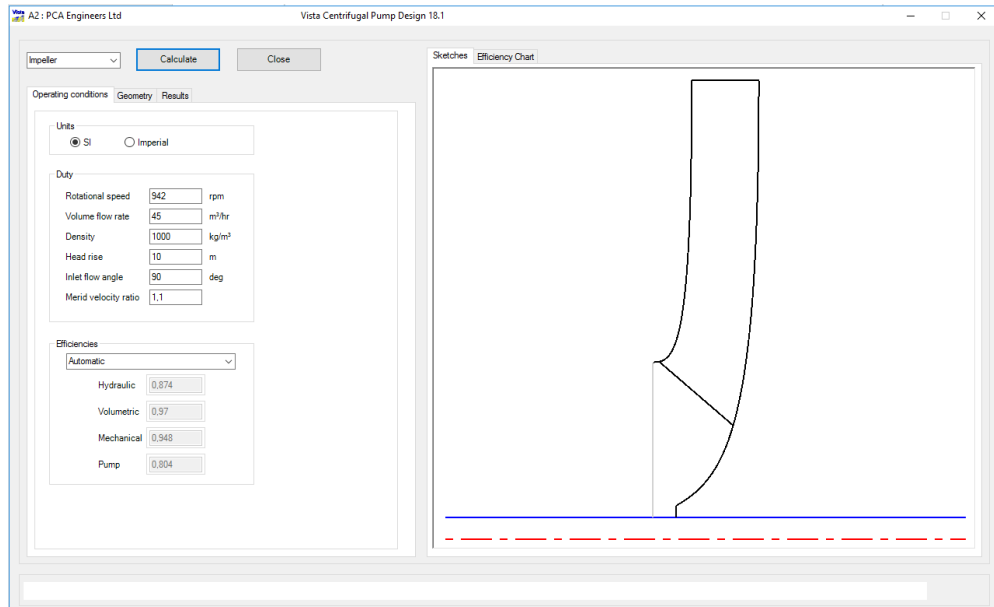 Vista A2 : PCA Engineers Ltd Vista Centrifugal Pump Design 18.1
Impeller Calculate Close
Sketches Efficiency Chart
Operating conditions Geometry Results
Units
SI Imperial
Duty
Rotational speed 942 rpm
Volume flow rate 45 m³/hr
Density 1000 kg/m³
Head rise 10 m
Inlet flow angle 90 deg
Merid velocity ratio 1,1
Efficiencies
Automatic
Hydraulic 0,874
Volumetric 0,97
Mechanical 0,948
Pump 0,804